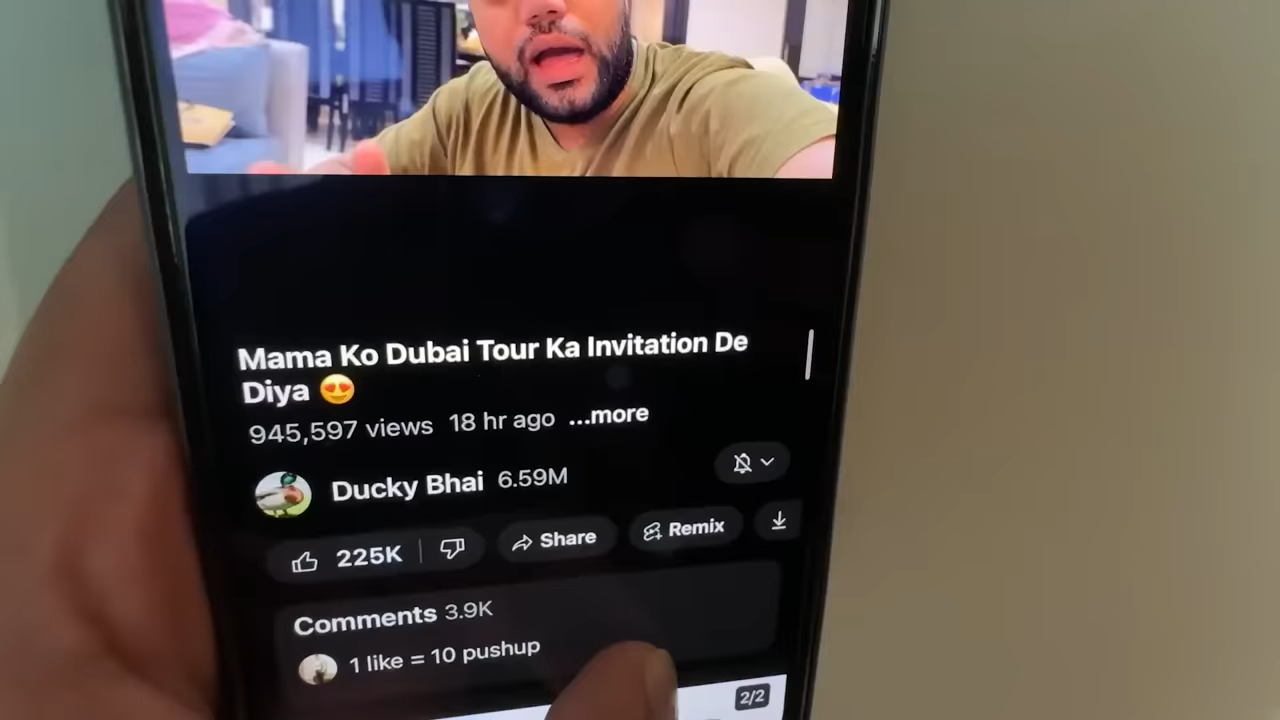 Mama Ko Dubai Tour Ka Invitation De
Diya 😍
945,597 views 18 hr ago ...more
Ducky Bhai 6.59M
225K Share Remix
Comments 3.9K
1 like = 10 pushup
2/2